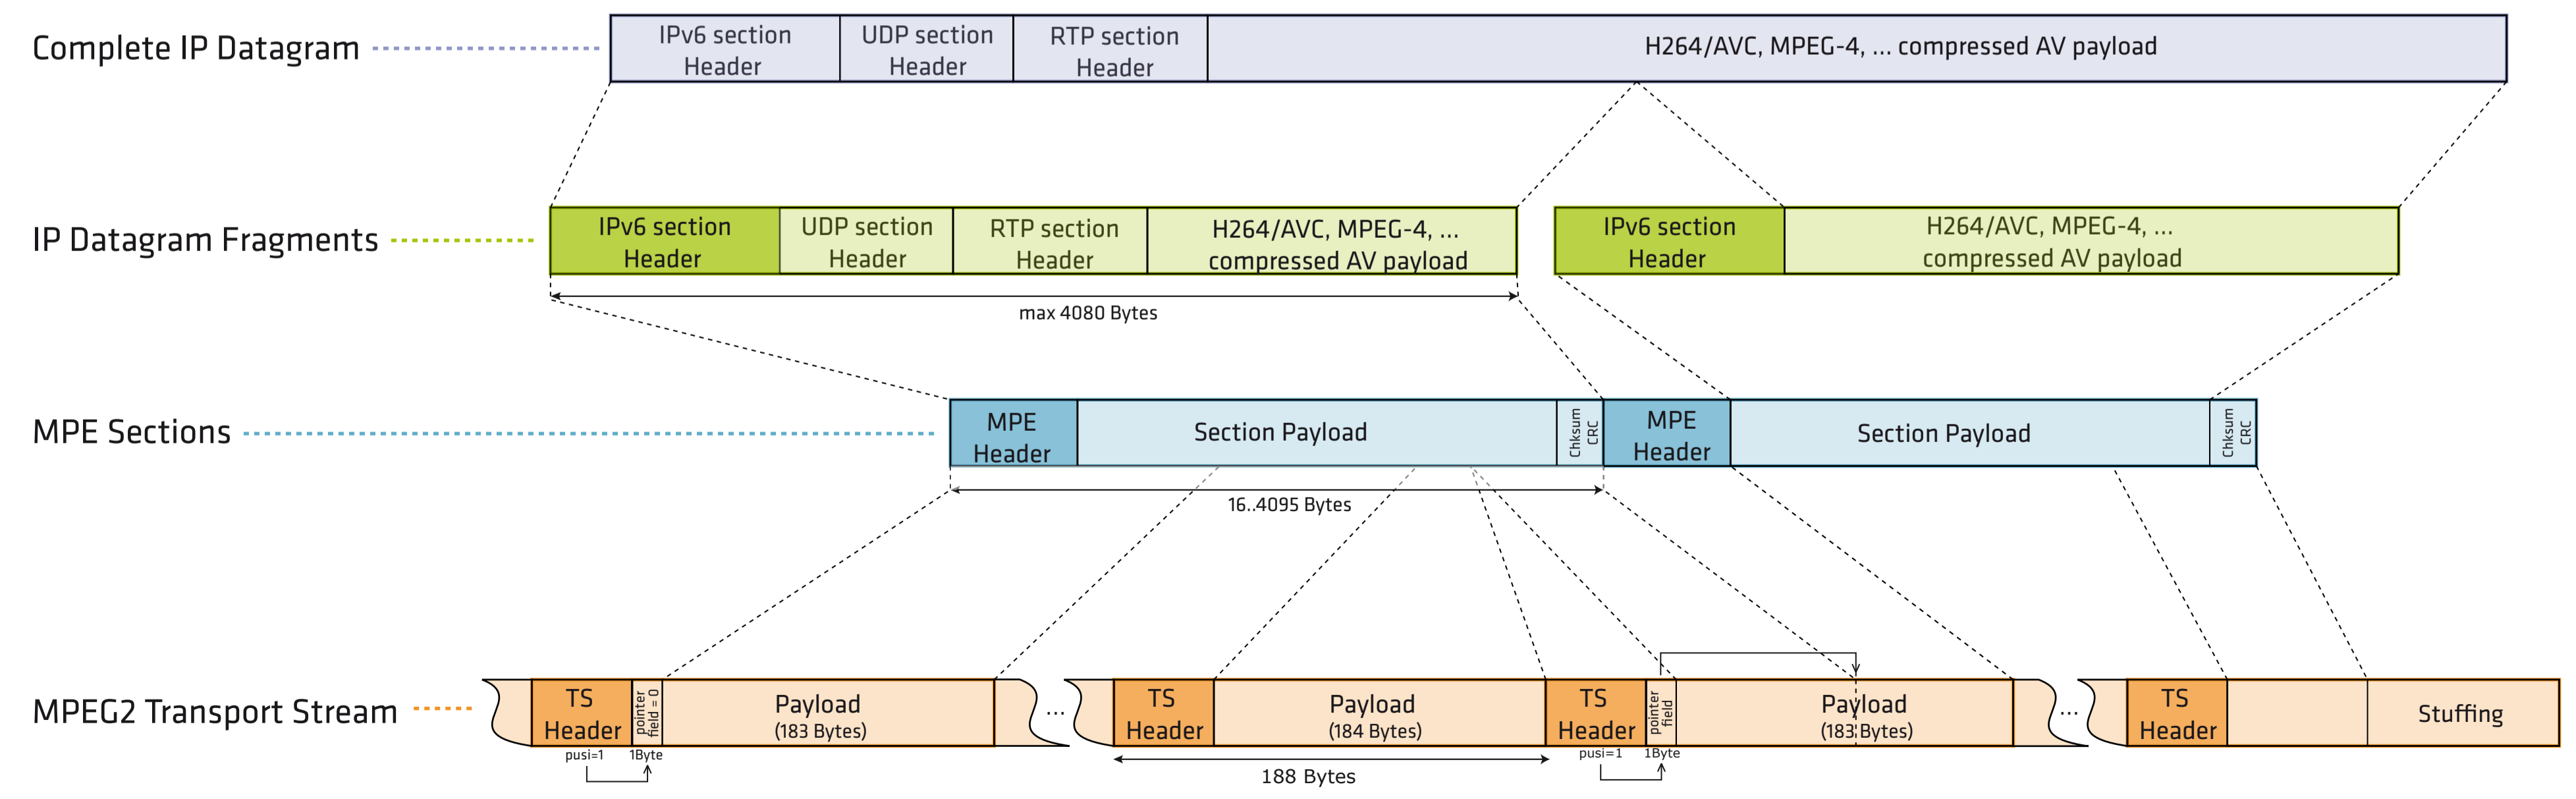 Complete IP Datagram
IPv6 section
Header
UDP section
Header
RTP section
Header
H264/AVC, MPEG-4, ... compressed AV payload
IP Datagram Fragments
IPv6 section
Header
UDP section
Header
RTP section
Header
H264/AVC, MPEG-4, ...
compressed AV payload
IPv6 section
Header
H264/AVC, MPEG-4, ...
compressed AV payload
max 4080 Bytes
MPE Sections
MPE
Header
Section Payload
Chksum
CRC
MPE
Header
Section Payload
Chksum
CRC
16..4095 Bytes
MPEG2 Transport Stream
TS
Header
pointer
field = 0
Payload
(183 Bytes)
...
TS
Header
Payload
(184 Bytes)
TS
Header
pointer
field
Payload
(183 Bytes)
...
TS
Header
Stuffing
pusi=1
1Byte
188 Bytes
pusi=1
1Byte